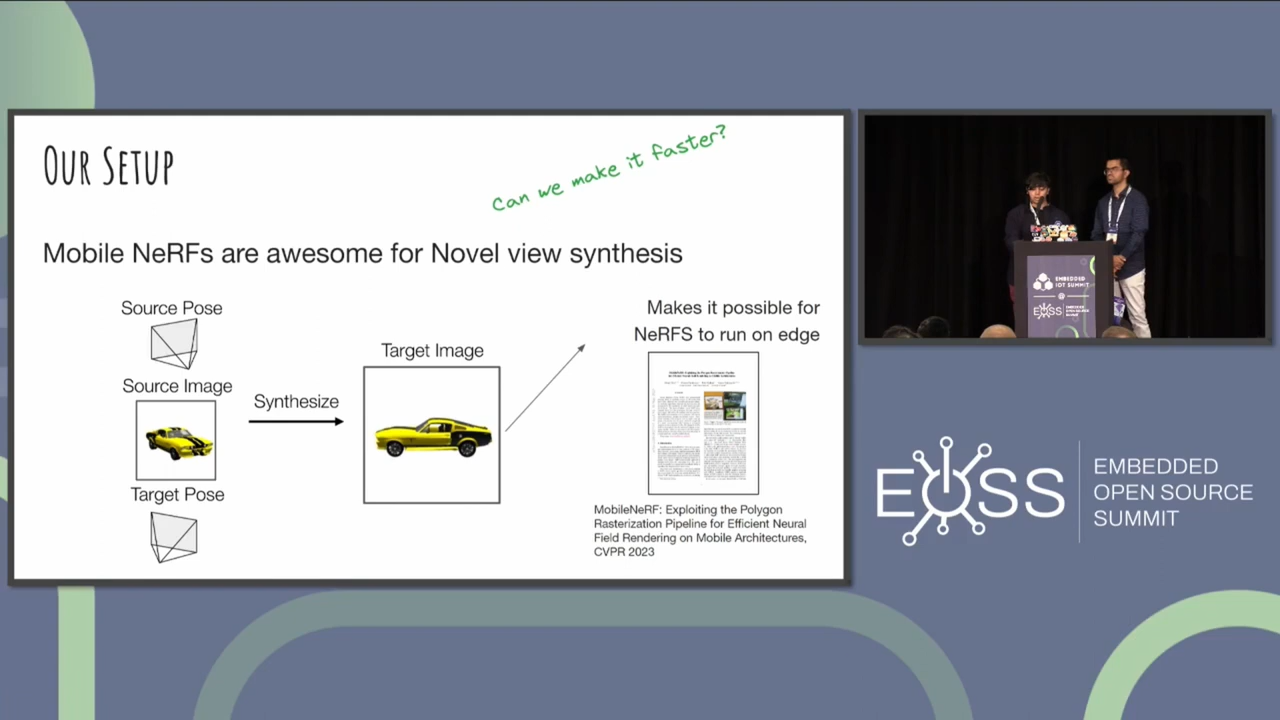 OUR SETUP
can we make it faster?
Mobile NeRFs are awesome for Novel view synthesis
Source Pose
Source Image
Target Pose
Synthesize
Target Image
Makes it possible for
NeRFS to run on edge
MobileNeRF: Exploiting the Polygon
Rasterization Pipeline for Efficient Neural
Field Rendering on Mobile Architectures,
CVPR 2023
EMBEDDED
IOT SUMMIT
EOSS
EOSS
EMBEDDED
OPEN SOURCE
SUMMIT